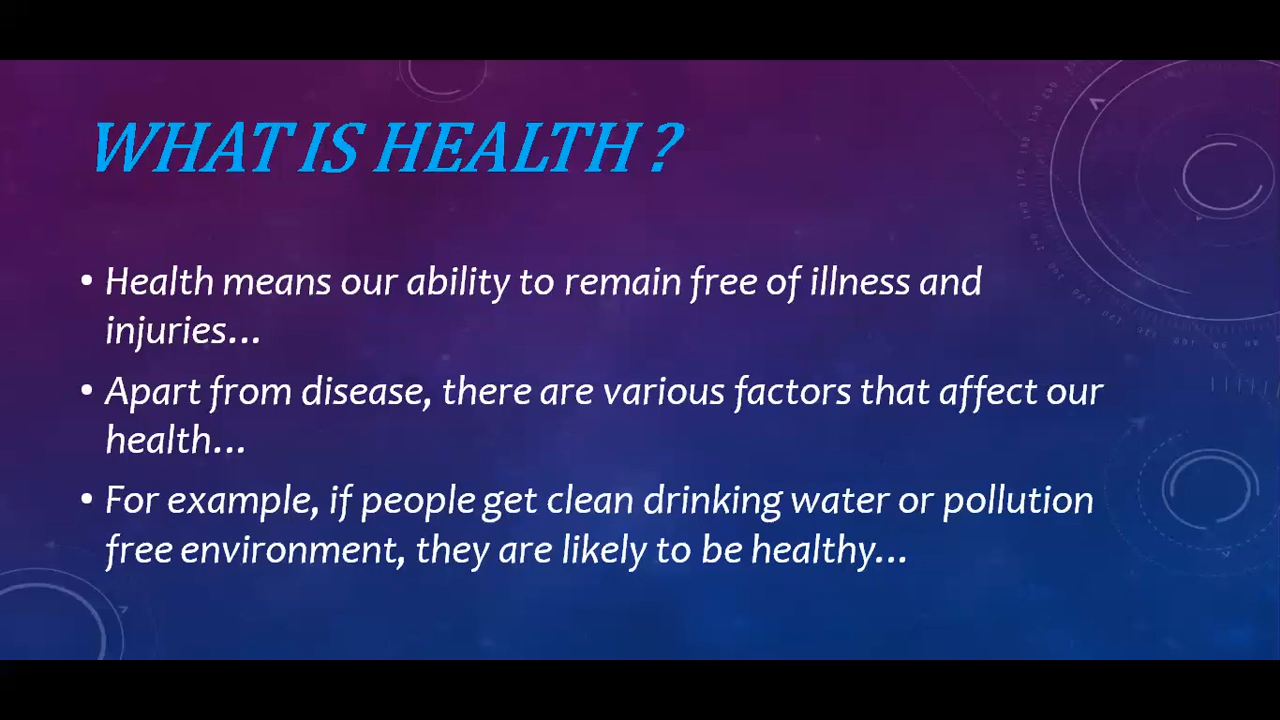 WHAT IS HEALTH ?
• Health means our ability to remain free of illness and
injuries...
• Apart from disease, there are various factors that affect our
health...
• For example, if people get clean drinking water or pollution
free environment, they are likely to be healthy...